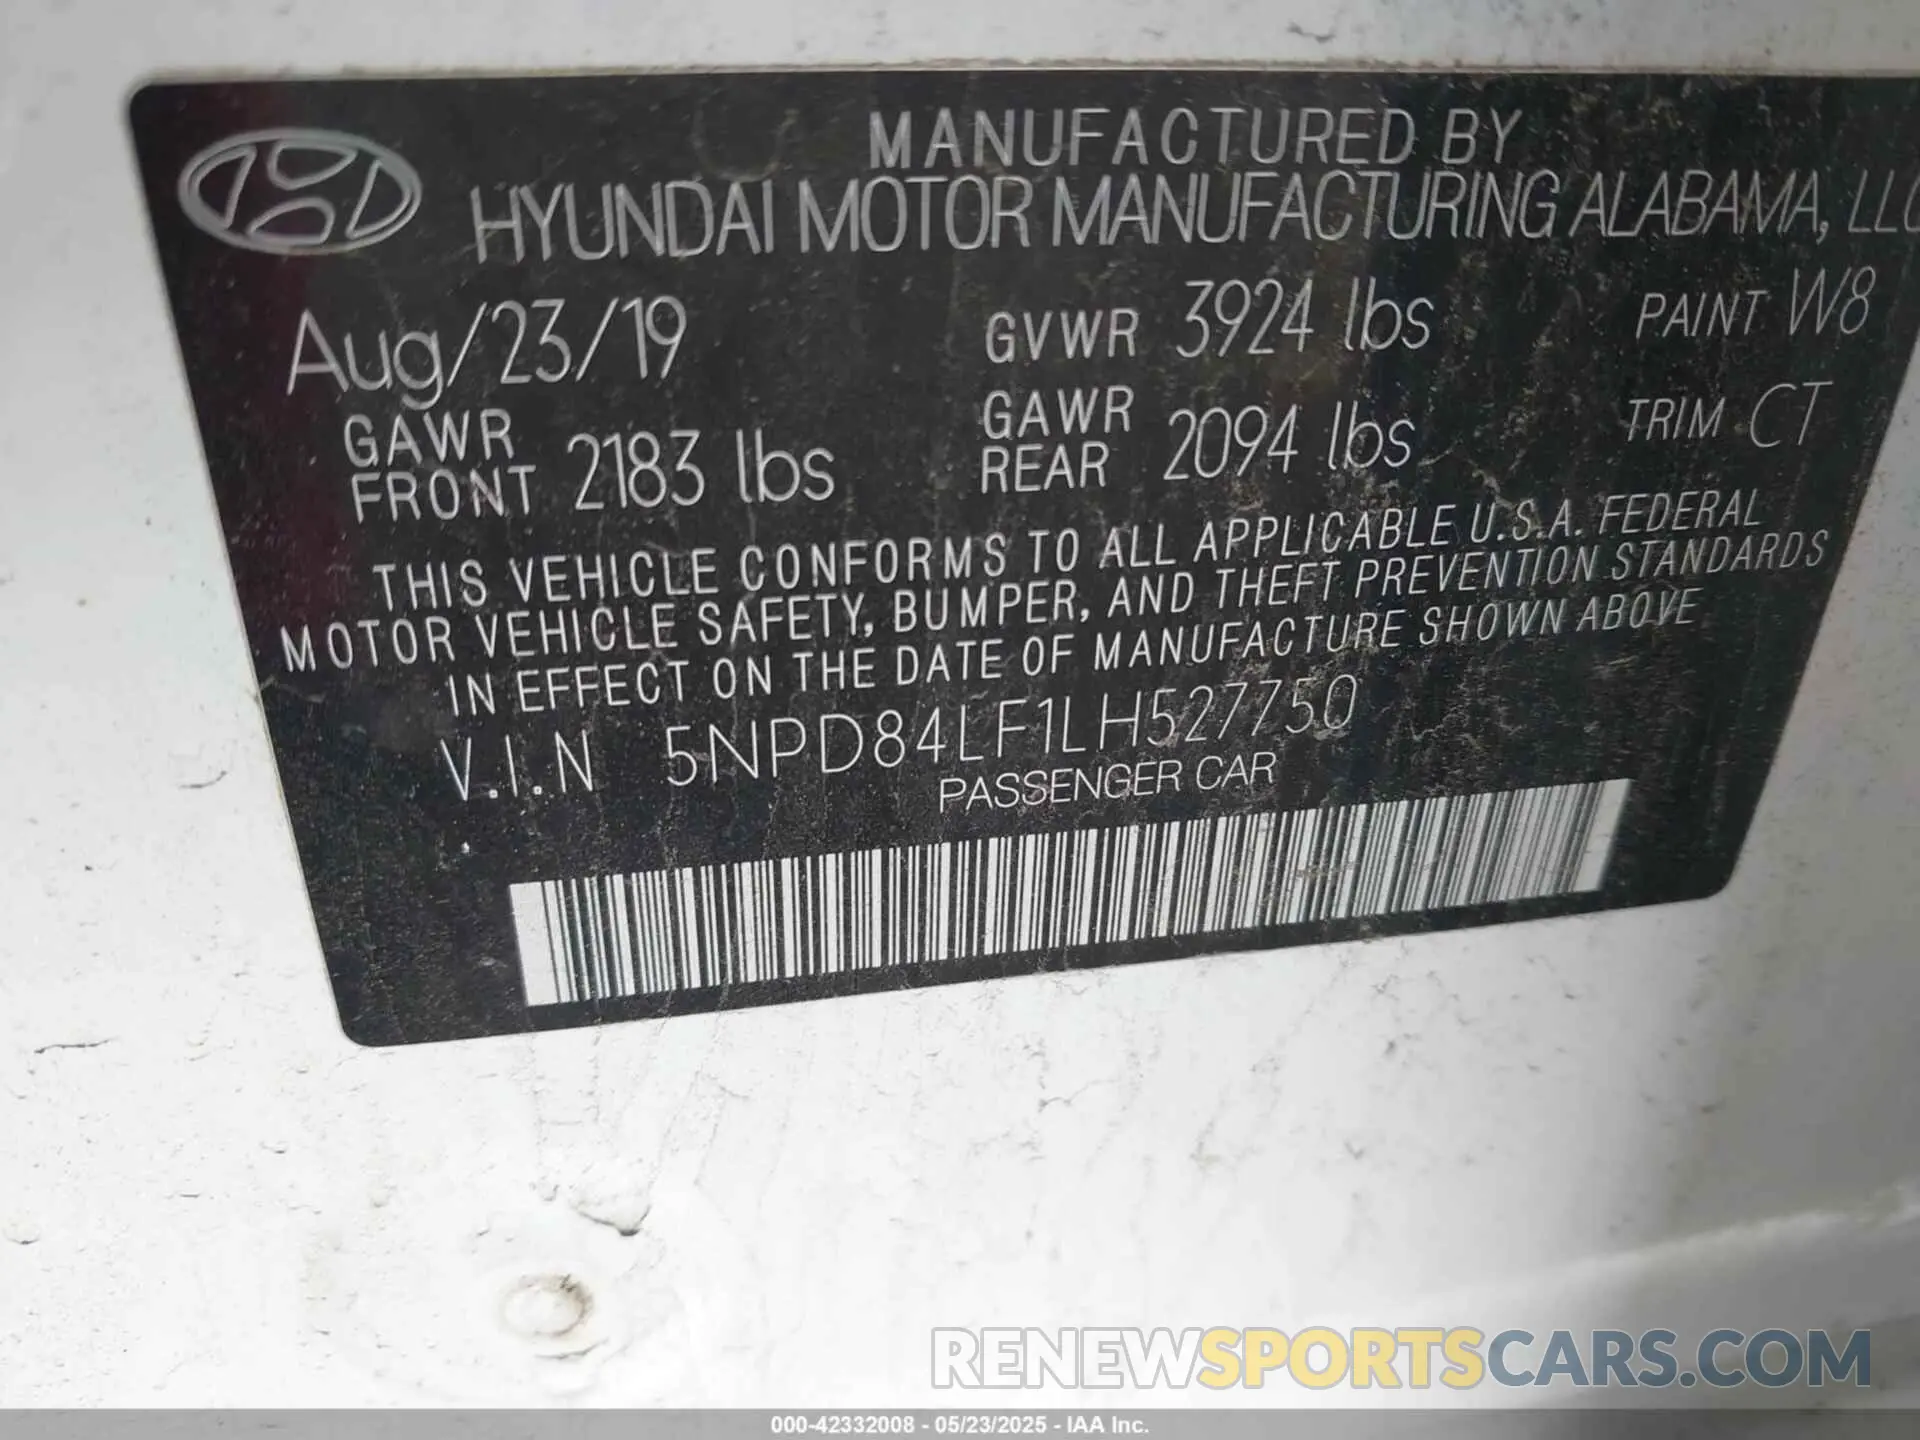 MANUFACTURED BY
HYUNDAI MOTOR MANUFACTURING ALABAMA, LLC
Aug/23/19 GVWR 3924 lbs PAINT W8
GAWR FRONT 2183 lbs GAWR REAR 2094 lbs TRIM CT
THIS VEHICLE CONFORMS TO ALL APPLICABLE U.S.A. FEDERAL
MOTOR VEHICLE SAFETY, BUMPER, AND THEFT PREVENTION STANDARDS
IN EFFECT ON THE DATE OF MANUFACTURE SHOWN ABOVE
V.I.N 5NPD84LF1LH527750
PASSENGER CAR
RENEWSPORTSCARS.COM
000-42332008 - 05/23/2025 - IAA Inc.